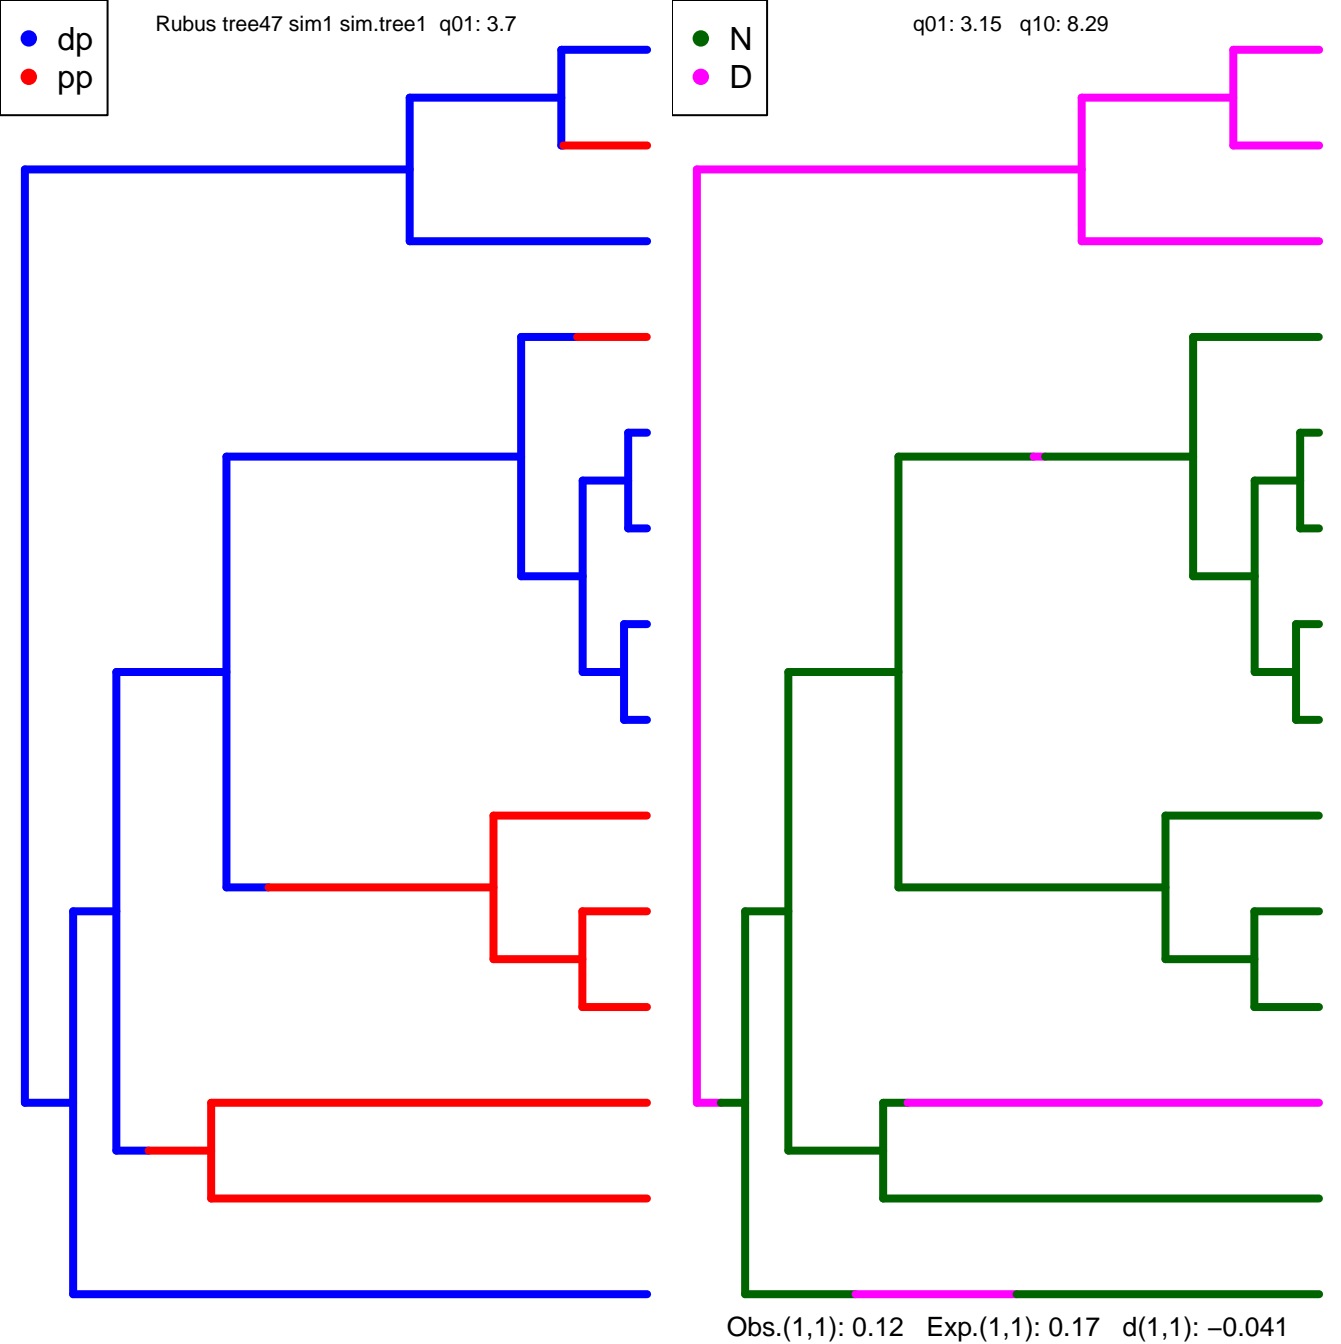 Rubus tree47 sim1 sim.tree1  q01: 3.7
dp
pp
q01: 3.15   q10: 8.29
N
D
Obs.(1,1): 0.12   Exp.(1,1): 0.17   d(1,1): −0.041